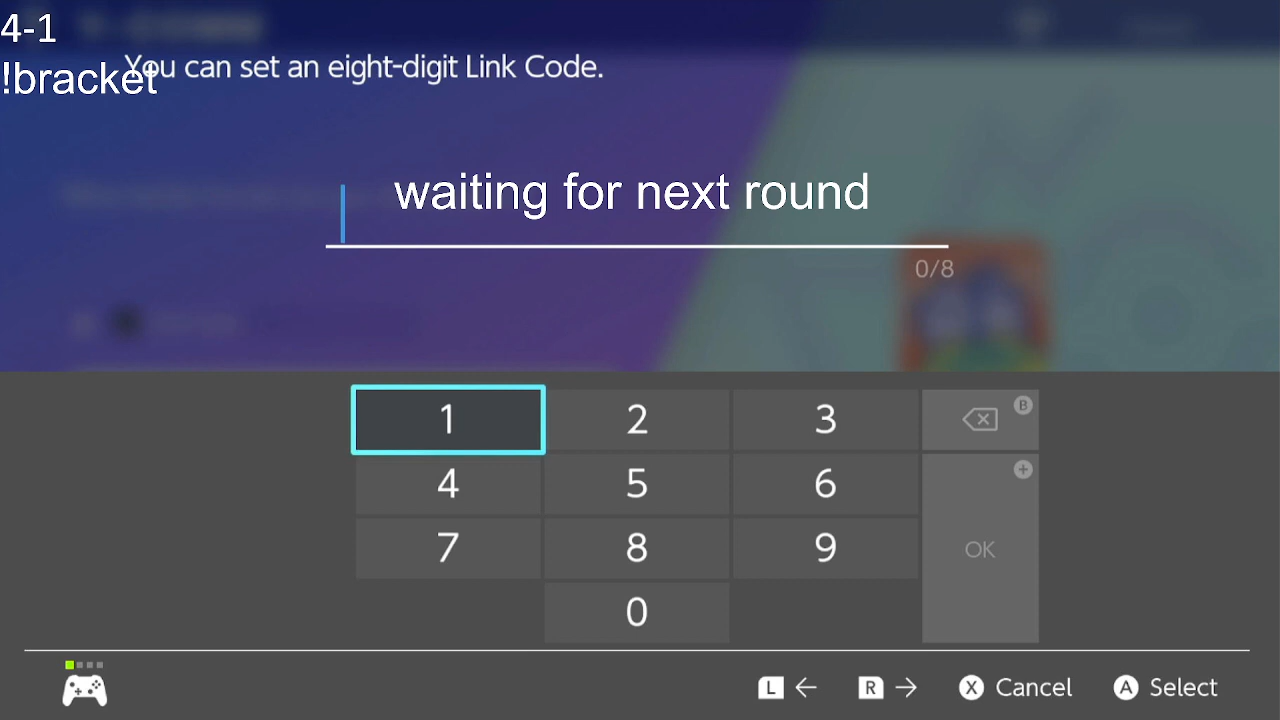 4-1
!bracket
You can set an eight-digit Link Code.
waiting for next round
0/8
1 2 3 B
4 5 6 +
7 8 9 OK
0
L ← R → X Cancel A Select